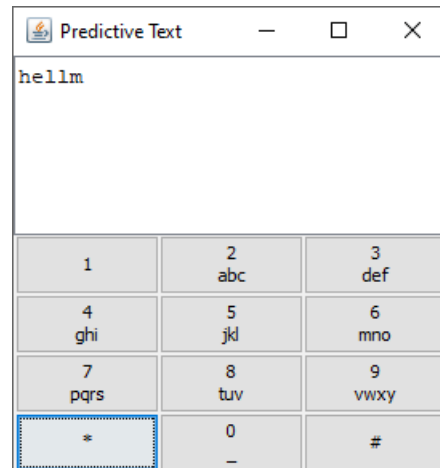 Predictive Text
hellm
1 2 3
abc def
4 5 6
ghi jkl mno
7 8 9
pqrs tuv vwxy
* 0 #
_